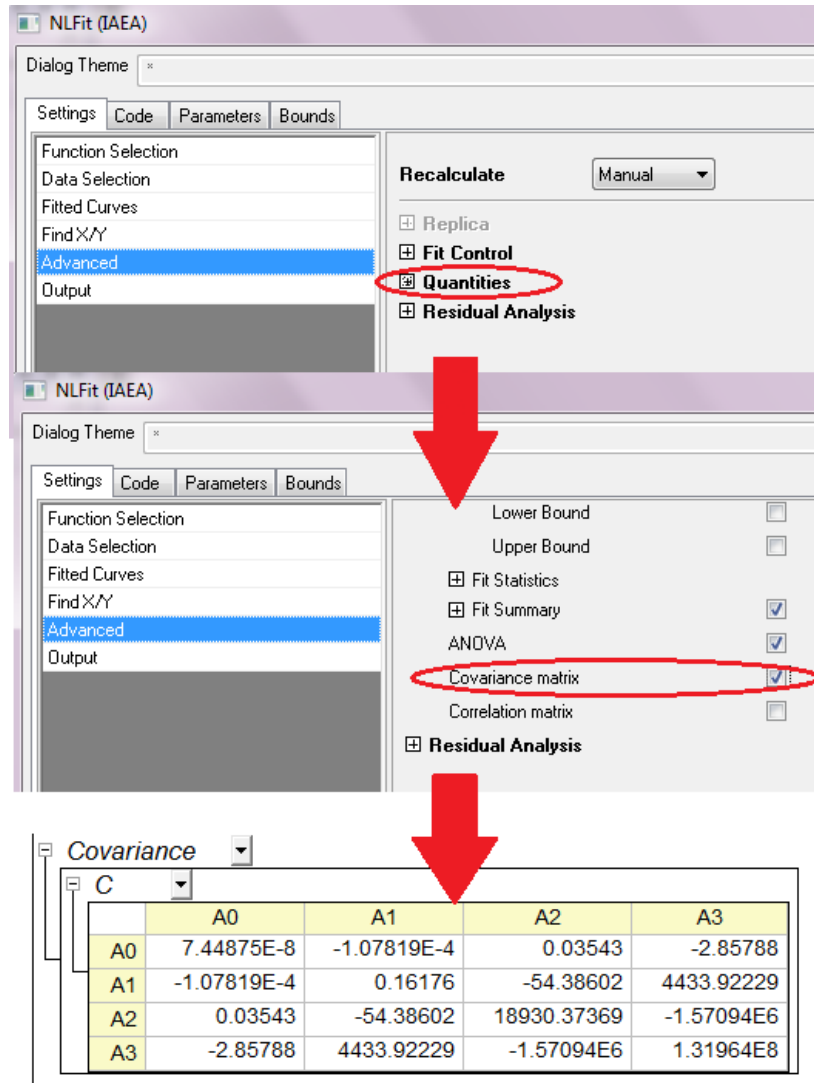 NLFit (IAEA)
Dialog Theme *
Settings Code Parameters Bounds
Function Selection
Data Selection
Fitted Curves
Find X/Y
Advanced
Output
Recalculate Manual
Replica
Fit Control
Quantities
Residual Analysis
NLFit (IAEA)
Dialog Theme *
Settings Code Parameters Bounds
Function Selection
Data Selection
Fitted Curves
Find X/Y
Advanced
Output
Lower Bound
Upper Bound
Fit Statistics
Fit Summary
ANOVA
Covariance matrix
Correlation matrix
Residual Analysis
Covariance
C
A0 A1 A2 A3
A0 7.44875E-8 -1.07819E-4 0.03543 -2.85788
A1 -1.07819E-4 0.16176 -54.38602 4433.92229
A2 0.03543 -54.38602 18930.37369 -1.57094E6
A3 -2.85788 4433.92229 -1.57094E6 1.31964E8